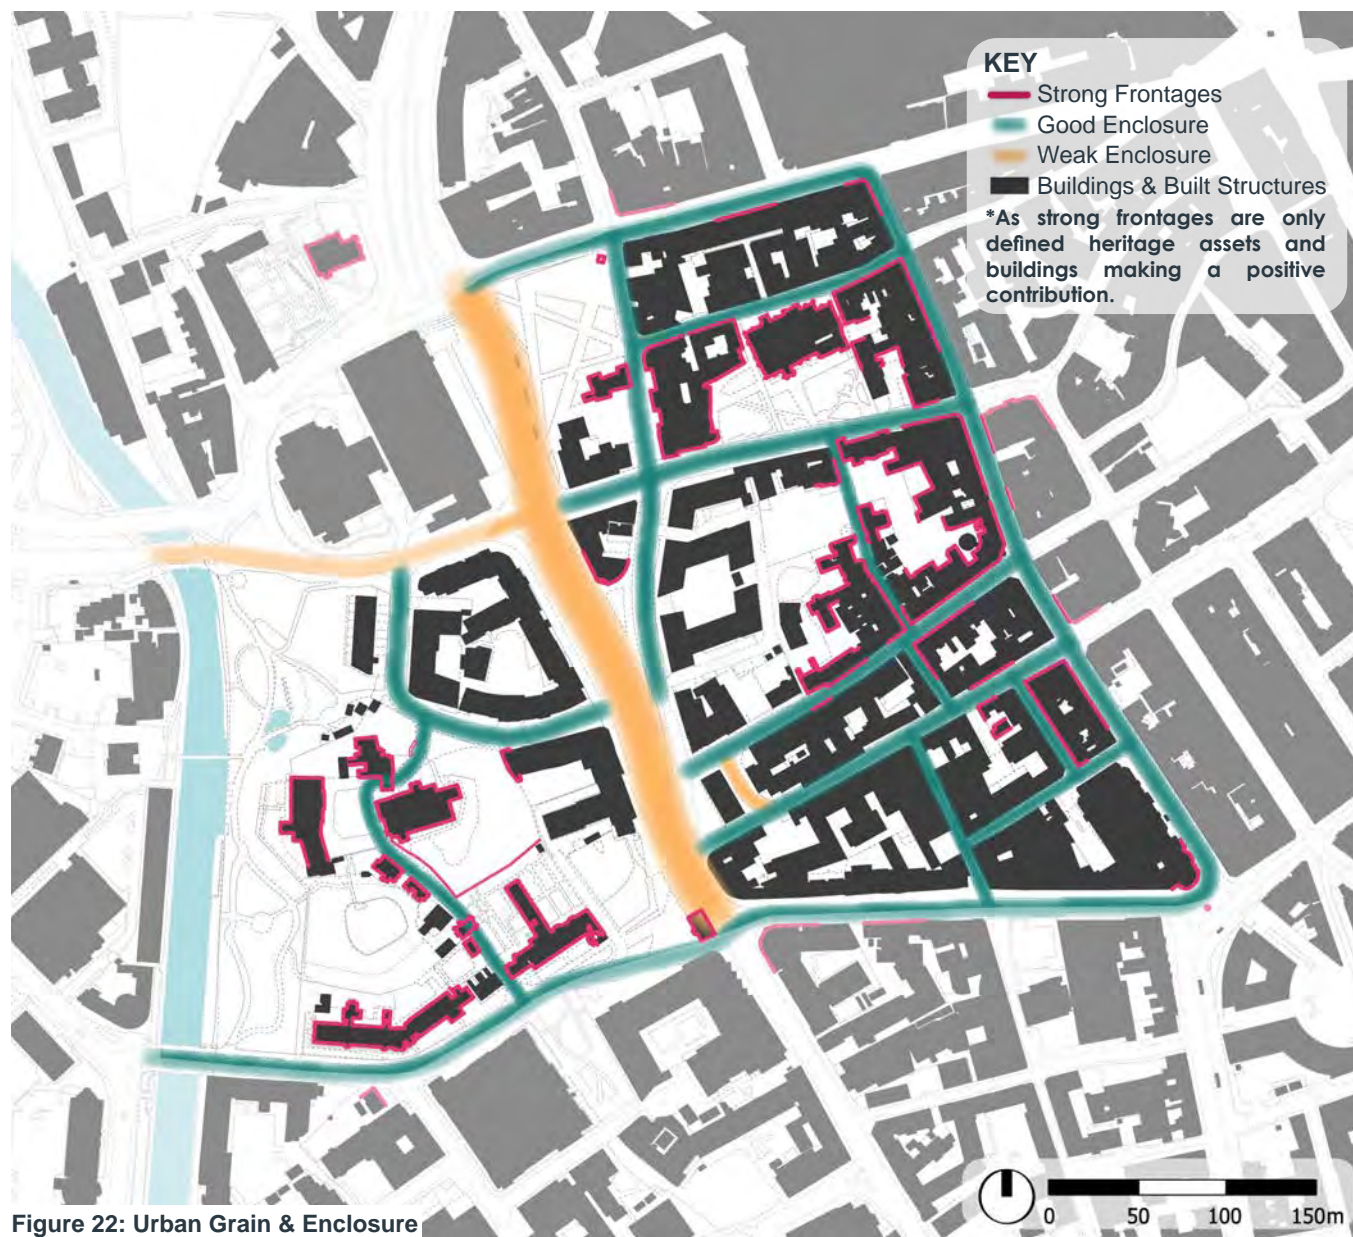 KEY
Strong Frontages
Good Enclosure
Weak Enclosure
Buildings & Built Structures
*As strong frontages are only
defined heritage assets and
buildings making a positive
contribution.
0 50 100 150m
Figure 22: Urban Grain & Enclosure